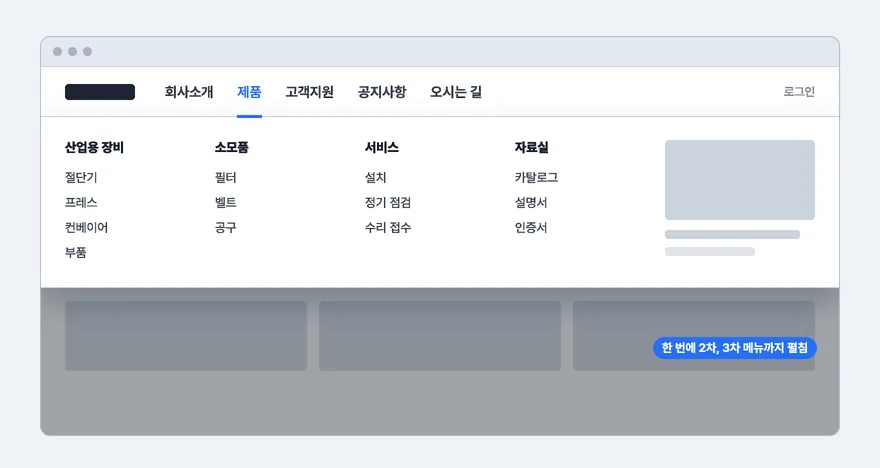 회사소개 제품 고객지원 공지사항 오시는 길 로그인
산업용 장비 소모품 서비스 자료실
절단기 필터 설치 카탈로그
프레스 벨트 정기 점검 설명서
컨베이어 공구 수리 접수 인증서
부품
한 번에 2차, 3차 메뉴까지 펼침